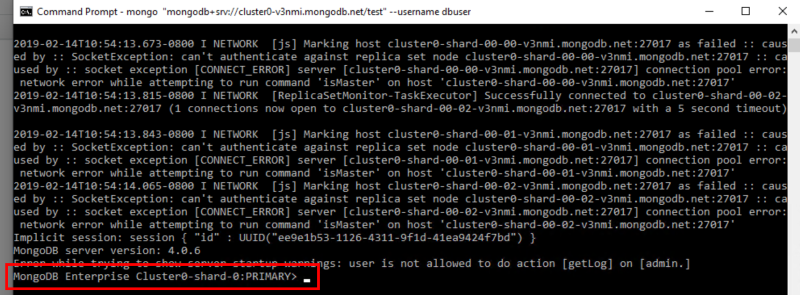 Command Prompt - mongo "mongodb+srv://cluster0-v3nmi.mongodb.net/test" --username dbuser
2019-02-14T10:54:13.673-0800 I NETWORK  [js] Marking host cluster0-shard-00-00-v3nmi.mongodb.net:27017 as failed :: caus
ed by :: SocketException: can't authenticate against replica set node cluster0-shard-00-00-v3nmi.mongodb.net:27017 :: ca
used by :: socket exception [CONNECT_ERROR] server [cluster0-shard-00-00-v3nmi.mongodb.net:27017] connection pool error:
 network error while attempting to run command 'isMaster' on host 'cluster0-shard-00-00-v3nmi.mongodb.net:27017'
2019-02-14T10:54:13.815-0800 I NETWORK  [ReplicaSetMonitor-TaskExecutor] Successfully connected to cluster0-shard-00-02-
v3nmi.mongodb.net:27017 (1 connections now open to cluster0-shard-00-02-v3nmi.mongodb.net:27017 with a 5 second timeout)
2019-02-14T10:54:13.843-0800 I NETWORK  [js] Marking host cluster0-shard-00-01-v3nmi.mongodb.net:27017 as failed :: caus
ed by :: SocketException: can't authenticate against replica set node cluster0-shard-00-01-v3nmi.mongodb.net:27017 :: ca
used by :: socket exception [CONNECT_ERROR] server [cluster0-shard-00-01-v3nmi.mongodb.net:27017] connection pool error:
 network error while attempting to run command 'isMaster' on host 'cluster0-shard-00-01-v3nmi.mongodb.net:27017'
2019-02-14T10:54:14.065-0800 I NETWORK  [js] Marking host cluster0-shard-00-02-v3nmi.mongodb.net:27017 as failed :: caus
ed by :: SocketException: can't authenticate against replica set node cluster0-shard-00-02-v3nmi.mongodb.net:27017 :: ca
used by :: socket exception [CONNECT_ERROR] server [cluster0-shard-00-02-v3nmi.mongodb.net:27017] connection pool error:
 network error while attempting to run command 'isMaster' on host 'cluster0-shard-00-02-v3nmi.mongodb.net:27017'
Implicit session: session { "id" : UUID("ee9e1b53-1126-4311-9f1d-41ea9424f7bd") }
MongoDB server version: 4.0.6
Error while trying to show server startup warnings: user is not allowed to do action [getLog] on [admin.]
MongoDB Enterprise Cluster0-shard-0:PRIMARY>